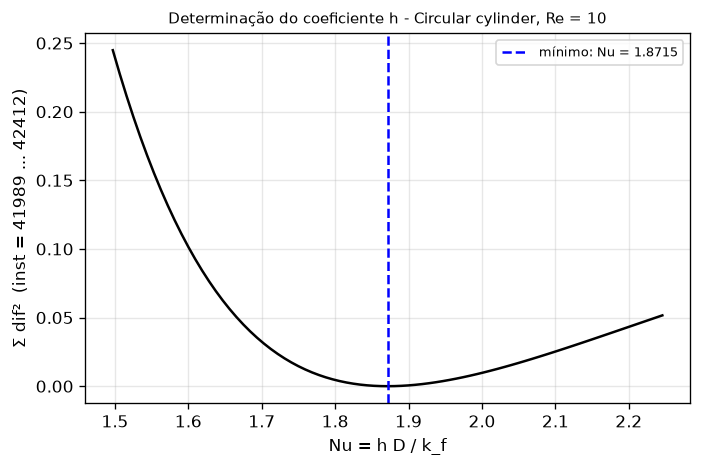 Determinação do coeficiente h - Circular cylinder, Re = 10
mínimo: Nu = 1.8715
Σ dif² (inst = 41989 ... 42412)
0.25
0.20
0.15
0.10
0.05
0.00
1.5 1.6 1.7 1.8 1.9 2.0 2.1 2.2
Nu = h D / k_f